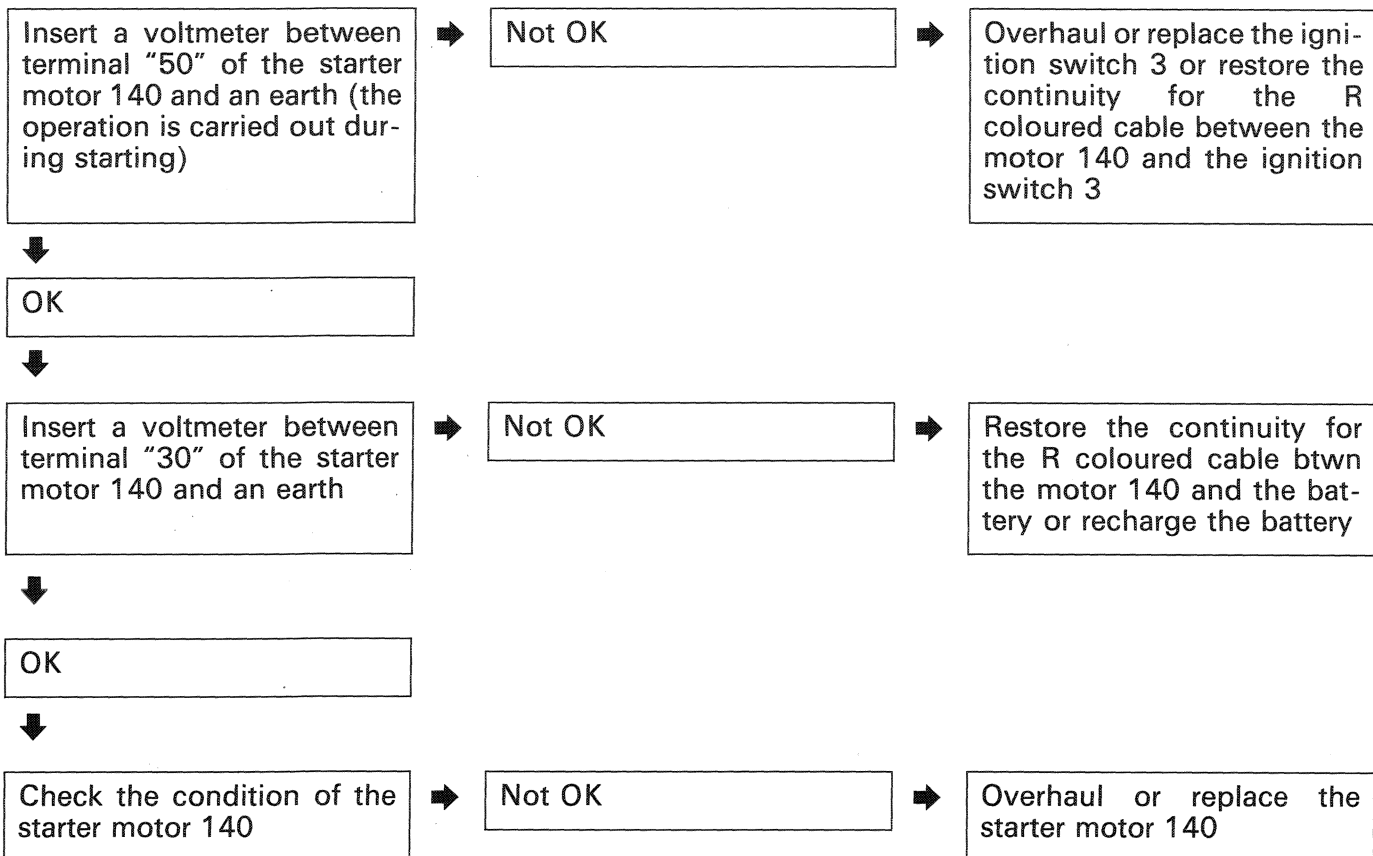 Insert a voltmeter between
terminal "50" of the starter
motor 140 and an earth (the
operation is carried out dur-
ing starting)
Not OK
Overhaul or replace the igni-
tion switch 3 or restore the
continuity for the R
coloured cable between the
motor 140 and the ignition
switch 3
OK
Insert a voltmeter between
terminal "30" of the starter
motor 140 and an earth
Not OK
Restore the continuity for
the R coloured cable btwn
the motor 140 and the bat-
tery or recharge the battery
OK
Check the condition of the
starter motor 140
Not OK
Overhaul or replace the
starter motor 140